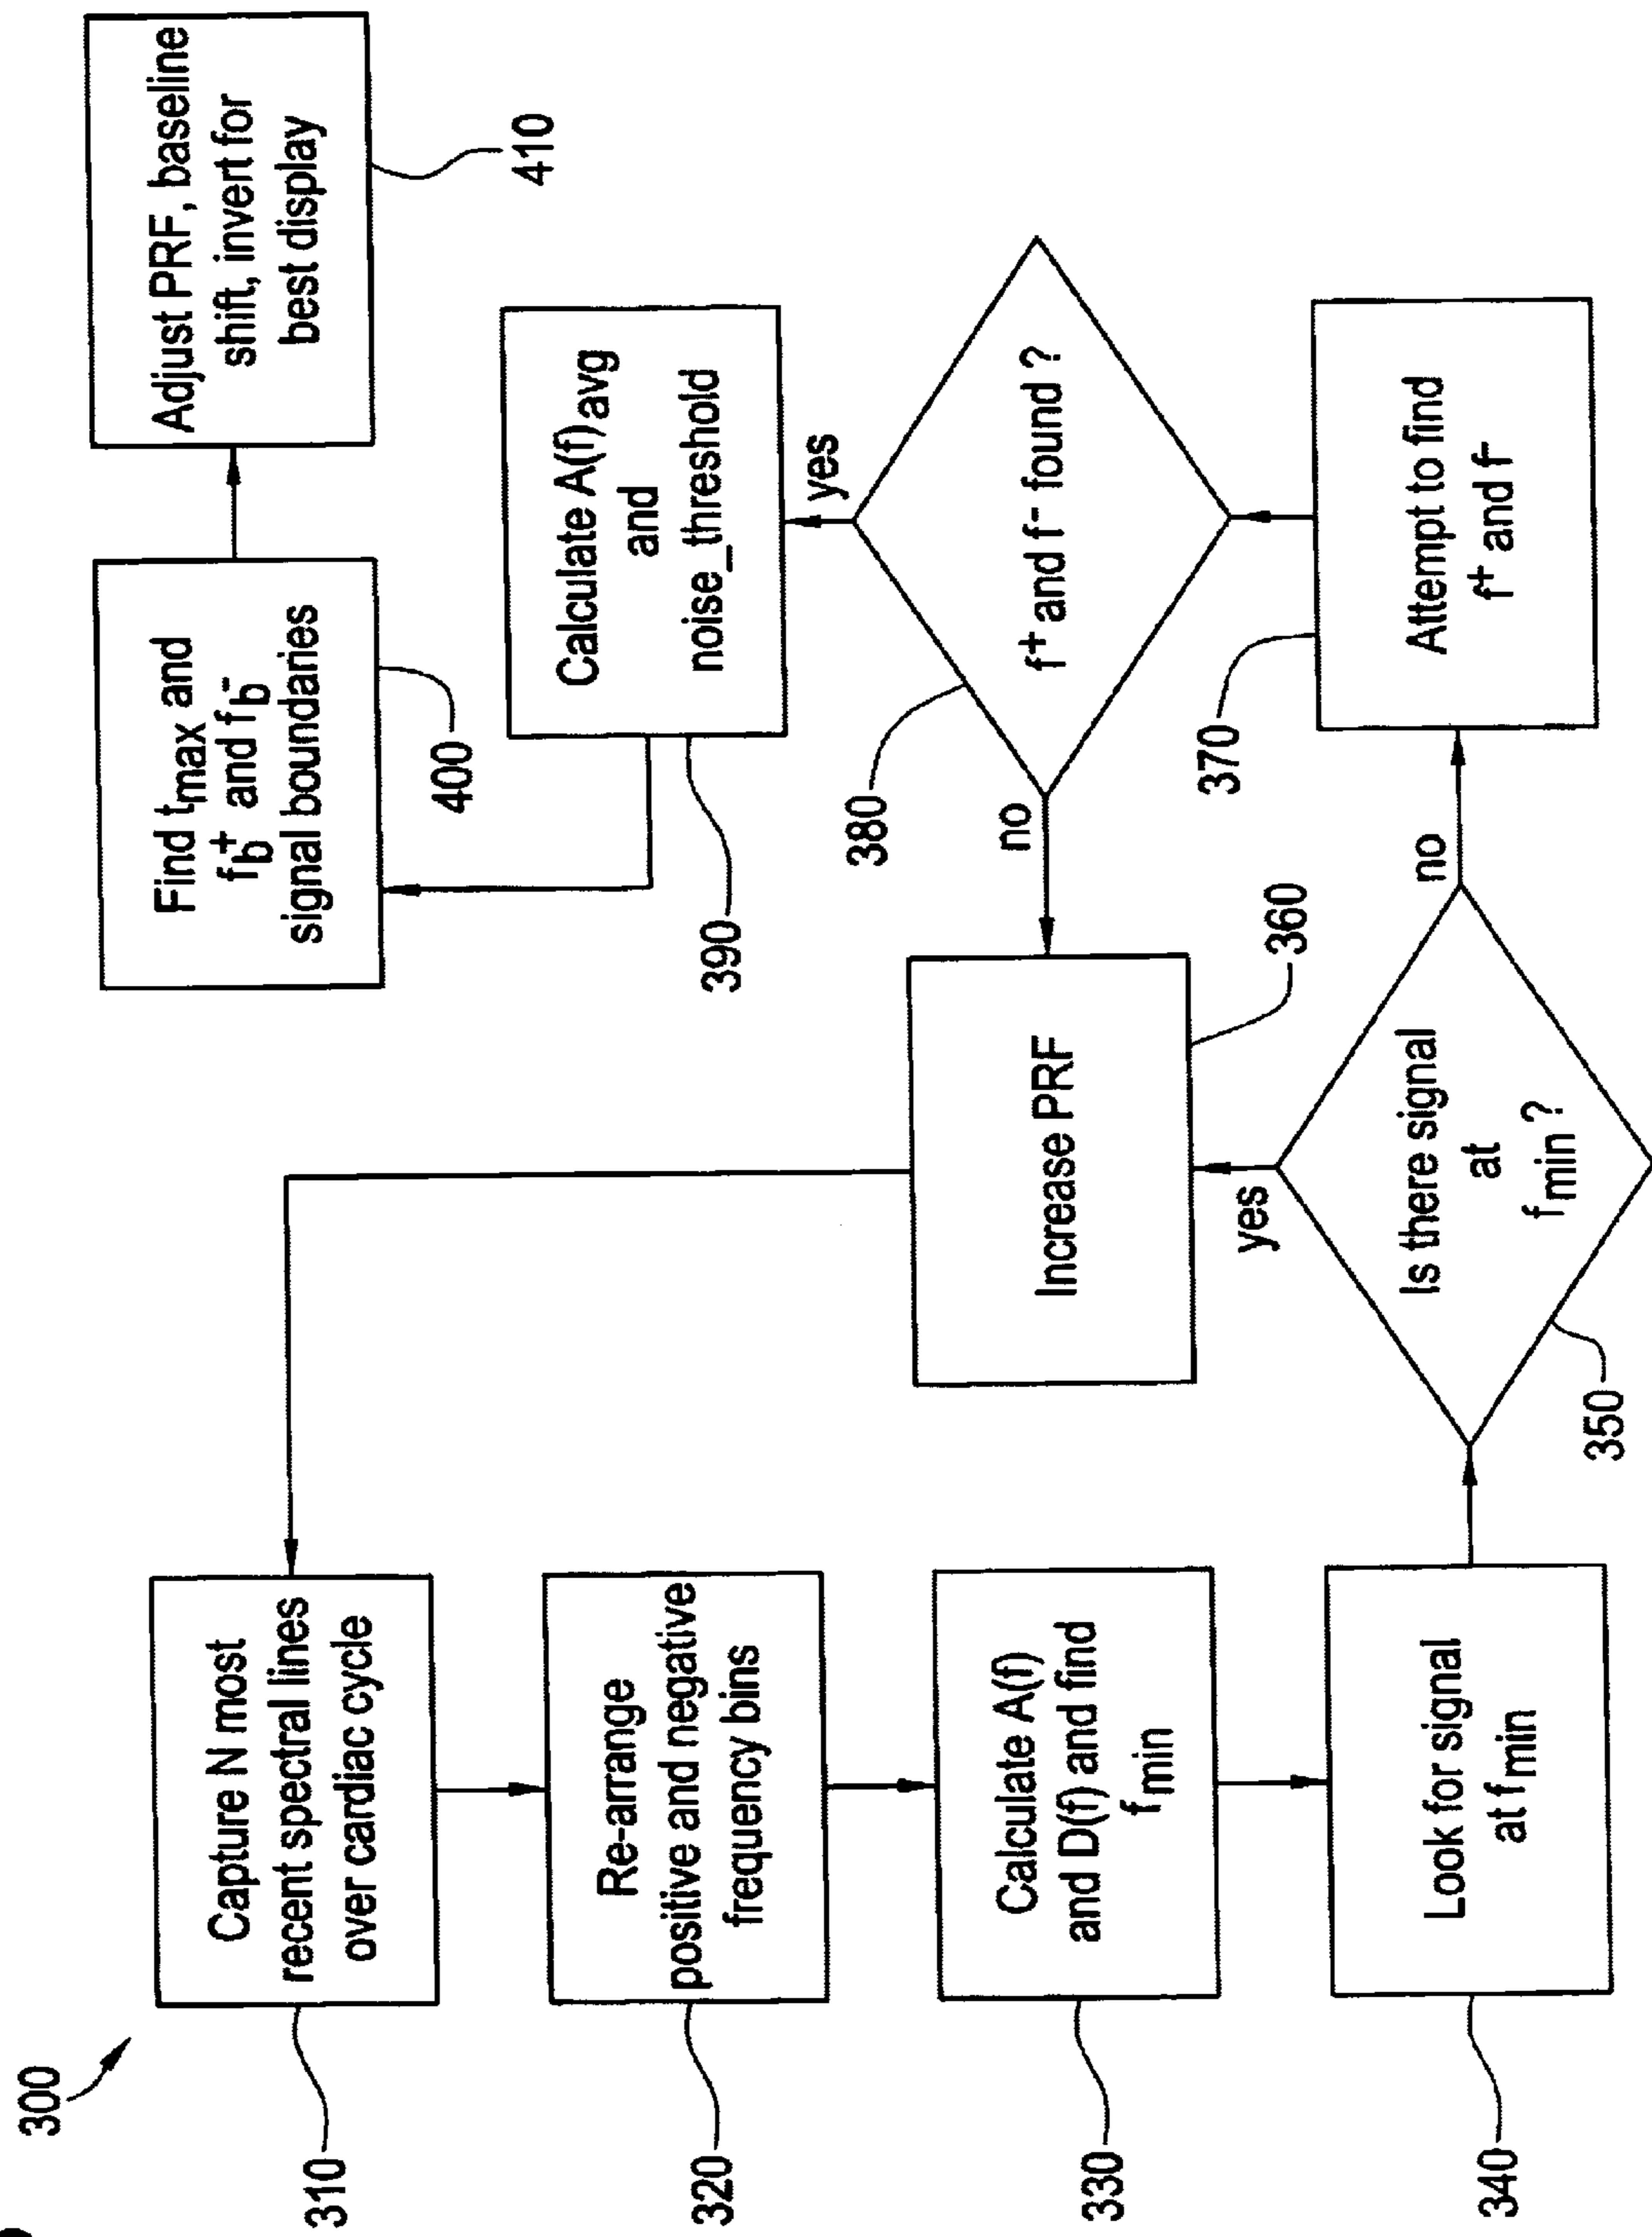 300
310
Capture N most
recent spectral lines
over cardiac cycle
320
Re-arrange
positive and negative
frequency bins
330
Calculate A(f)
and D(f) and find
fmin
340
Look for signal
at fmin
350
Is there signal
at
fmin ?
yes
no
360
Increase PRF
370
Attempt to find
f+ and f-
380
f+ and f- found ?
no
yes
390
Calculate A(f)avg
and
noise_threshold
400
Find tmax and
fb+ and fb-
signal boundaries
410
Adjust PRF, baseline
shift, invert for
best display